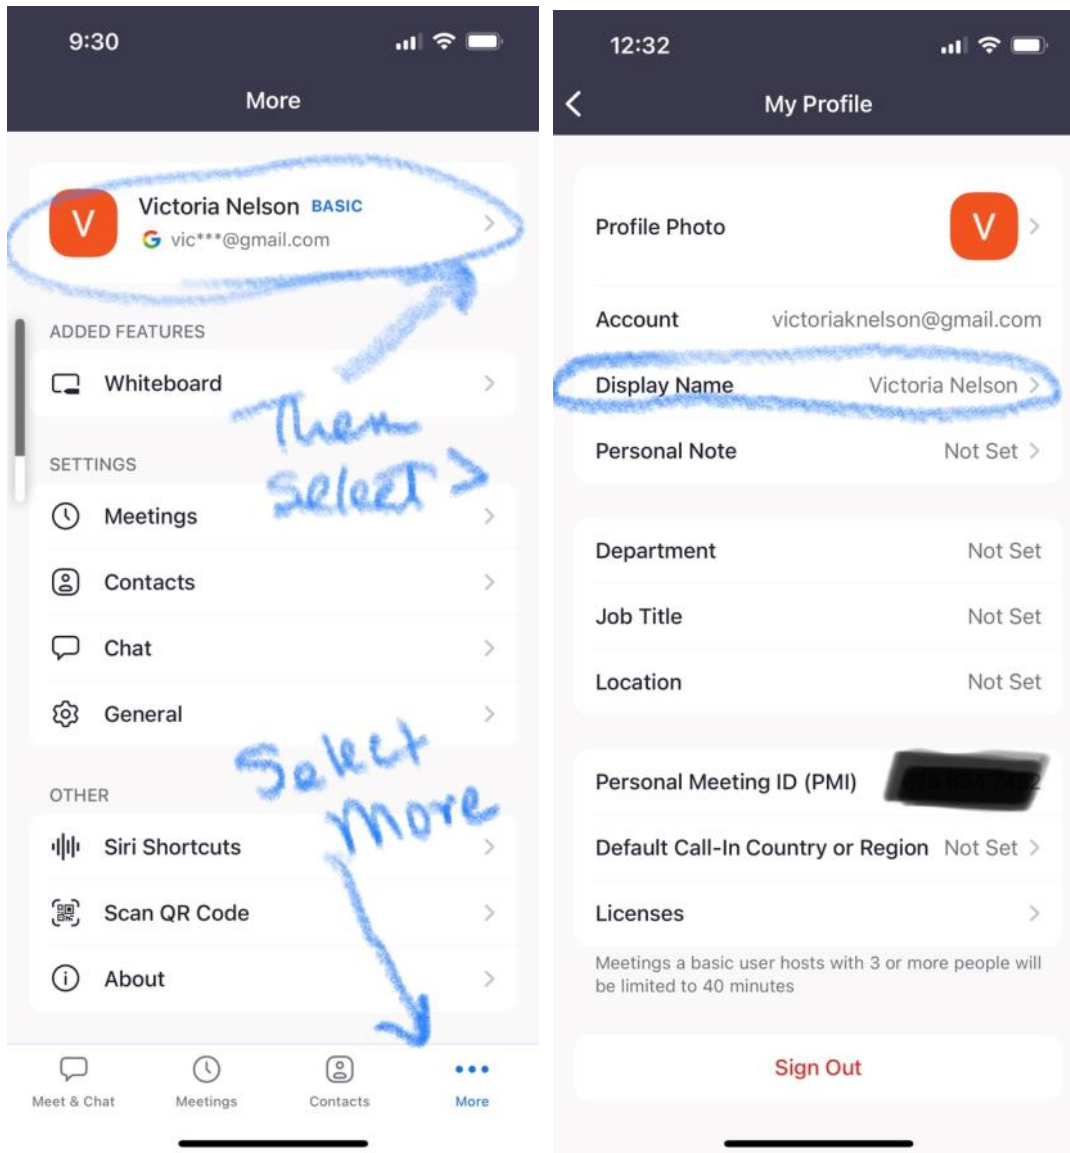 9:30
More
V
Victoria Nelson BASIC
G vic***@gmail.com
ADDED FEATURES
Whiteboard
Then
select >
SETTINGS
Meetings
Contacts
Chat
General
Select
more
OTHER
Siri Shortcuts
Scan QR Code
About
Meet & Chat Meetings Contacts More
12:32
My Profile
Profile Photo V
Account victoriaknelson@gmail.com
Display Name Victoria Nelson
Personal Note Not Set
Department Not Set
Job Title Not Set
Location Not Set
Personal Meeting ID (PMI)
Default Call-In Country or Region Not Set
Licenses
Meetings a basic user hosts with 3 or more people will
be limited to 40 minutes
Sign Out